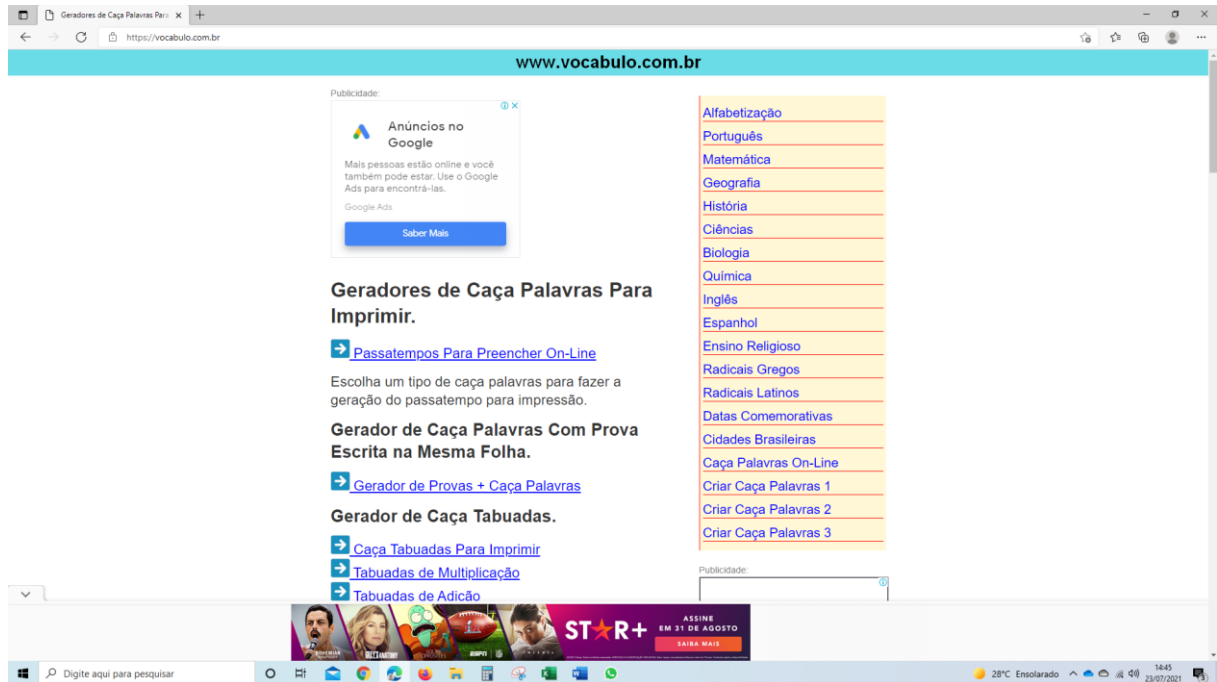 Geradores de Caça Palavras Para
https://vocabulo.com.br
www.vocabulo.com.br
Publicidade:
Anúncios no
Google
Mais pessoas estão online e você
também pode estar. Use o Google
Ads para encontrá-las.
Google Ads
Saber Mais
Geradores de Caça Palavras Para
Imprimir.
Passatempos Para Preencher On-Line
Escolha um tipo de caça palavras para fazer a
geração do passatempo para impressão.
Gerador de Caça Palavras Com Prova
Escrita na Mesma Folha.
Gerador de Provas + Caça Palavras
Gerador de Caça Tabuadas.
Caça Tabuadas Para Imprimir
Tabuadas de Multiplicação
Tabuadas de Adição
Alfabetização
Português
Matemática
Geografia
História
Ciências
Biologia
Química
Inglês
Espanhol
Ensino Religioso
Radicais Gregos
Radicais Latinos
Datas Comemorativas
Cidades Brasileiras
Caça Palavras On-Line
Criar Caça Palavras 1
Criar Caça Palavras 2
Criar Caça Palavras 3
Publicidade:
STAR+
ASSINE
EM 31 DE AGOSTO
SAIBA MAIS
Digite aqui para pesquisar
28°C Ensolarado
14:45
23/07/2021